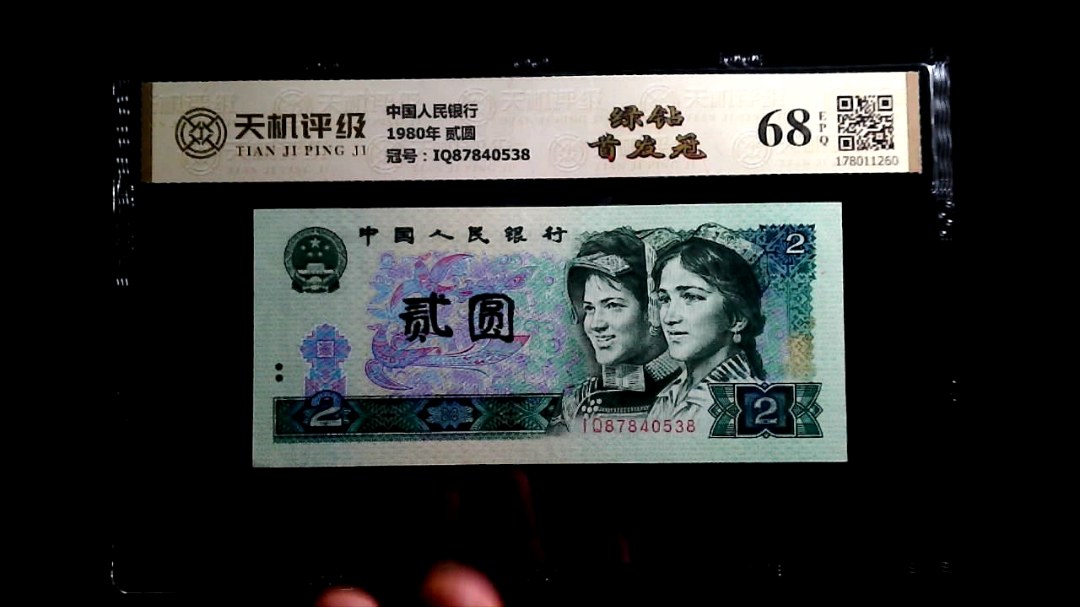 天机评级
TIAN JI PING JI
中国人民银行
1980年 贰圆
冠号：IQ87840538
绿钻
首发冠
68
EPQ
178011260
中国人民银行
2
贰圆
2
2
IQ87840538